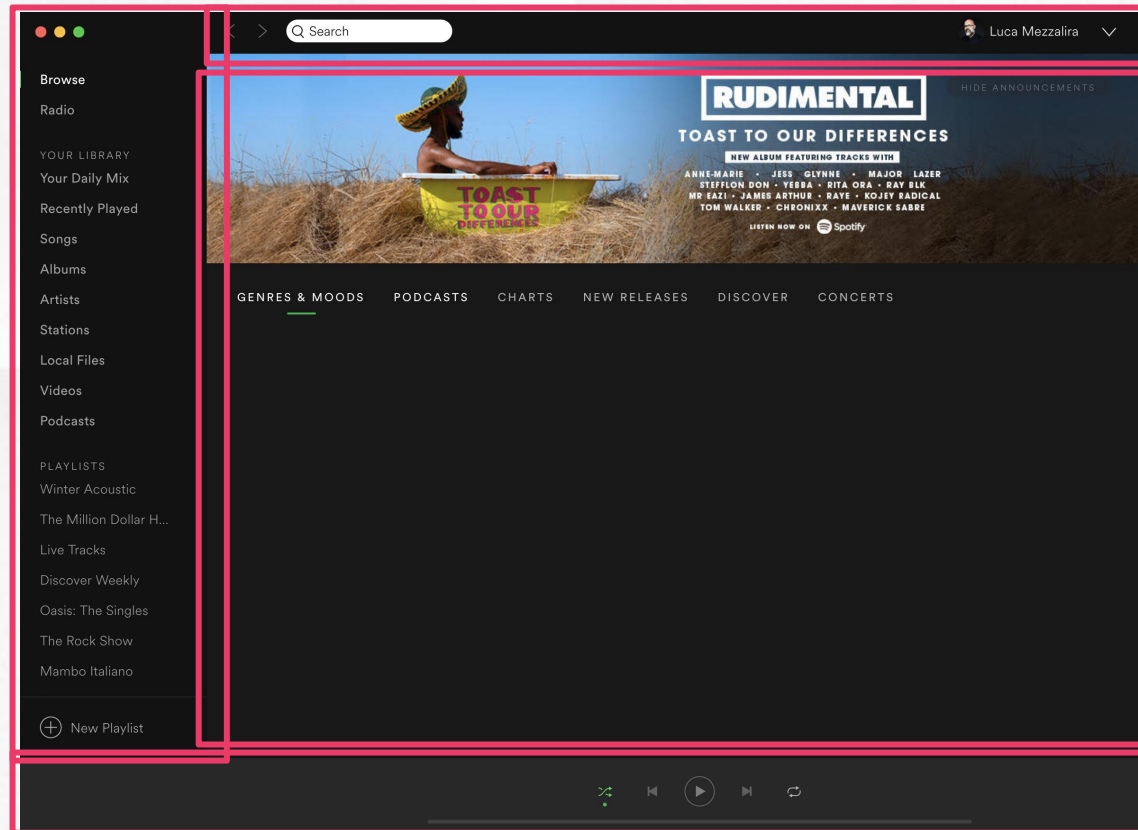 Search
Luca Mezzalira
Browse
Radio
YOUR LIBRARY
Your Daily Mix
Recently Played
Songs
Albums
Artists
Stations
Local Files
Videos
Podcasts
PLAYLISTS
Winter Acoustic
The Million Dollar H...
Live Tracks
Discover Weekly
Oasis: The Singles
The Rock Show
Mambo Italiano
New Playlist
HIDE ANNOUNCEMENTS
RUDIMENTAL
TOAST TO OUR DIFFERENCES
NEW ALBUM FEATURING TRACKS WITH
ANNE-MARIE • JESS GLYNNE • MAJOR LAZER
STEFFLON DON • YEBBA • RITA ORA • RAY BLK
MR EAZI • JAMES ARTHUR • RAYE • KOJEY RADICAL
TOM WALKER • CHRONIXX • MAVERICK SABRE
LISTEN NOW ON Spotify
TOAST
TO OUR
DIFFERENCES
GENRES & MOODS PODCASTS CHARTS NEW RELEASES DISCOVER CONCERTS